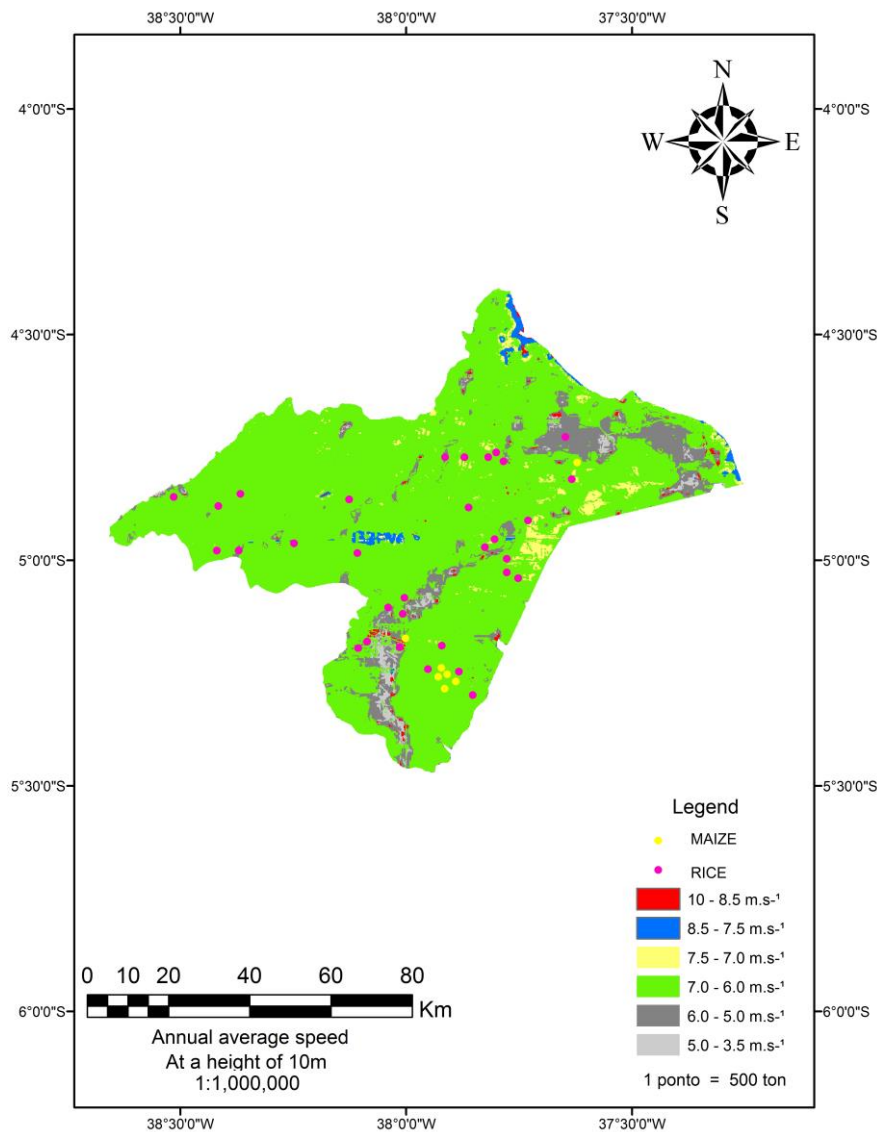 38°30'0"W 38°0'0"W 37°30'0"W
4°0'0"S 4°0'0"S
N
W E
S
4°30'0"S 4°30'0"S
5°0'0"S 5°0'0"S
5°30'0"S 5°30'0"S
Legend
MAIZE
RICE
10 - 8.5 m.s-¹
8.5 - 7.5 m.s-¹
7.5 - 7.0 m.s-¹
7.0 - 6.0 m.s-¹
6.0 - 5.0 m.s-¹
5.0 - 3.5 m.s-¹
1 ponto = 500 ton
0 10 20 40 60 80
Km
6°0'0"S 6°0'0"S
Annual average speed
At a height of 10m
1:1,000,000
38°30'0"W 38°0'0"W 37°30'0"W